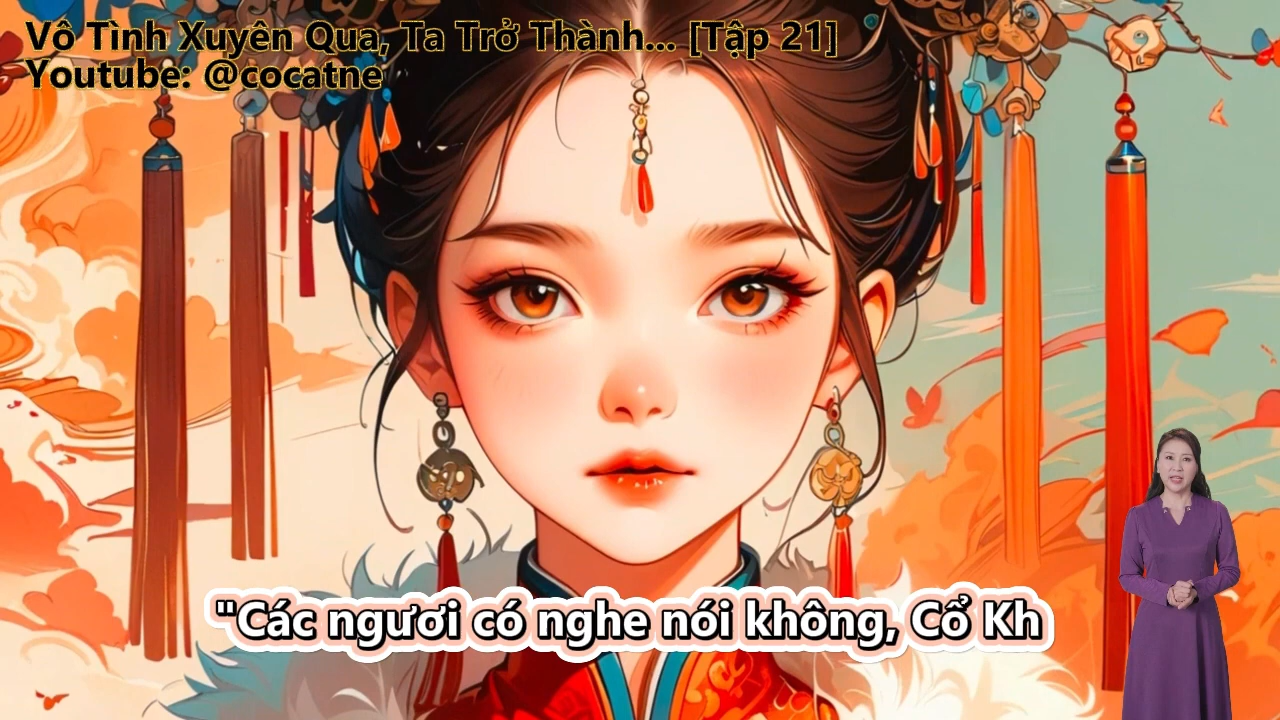 Vô Tình Xuyên Qua, Ta Trở Thành... [Tập 21]
Youtube: @cocatne
"Các ngươi có nghe nói không, Cổ Kh